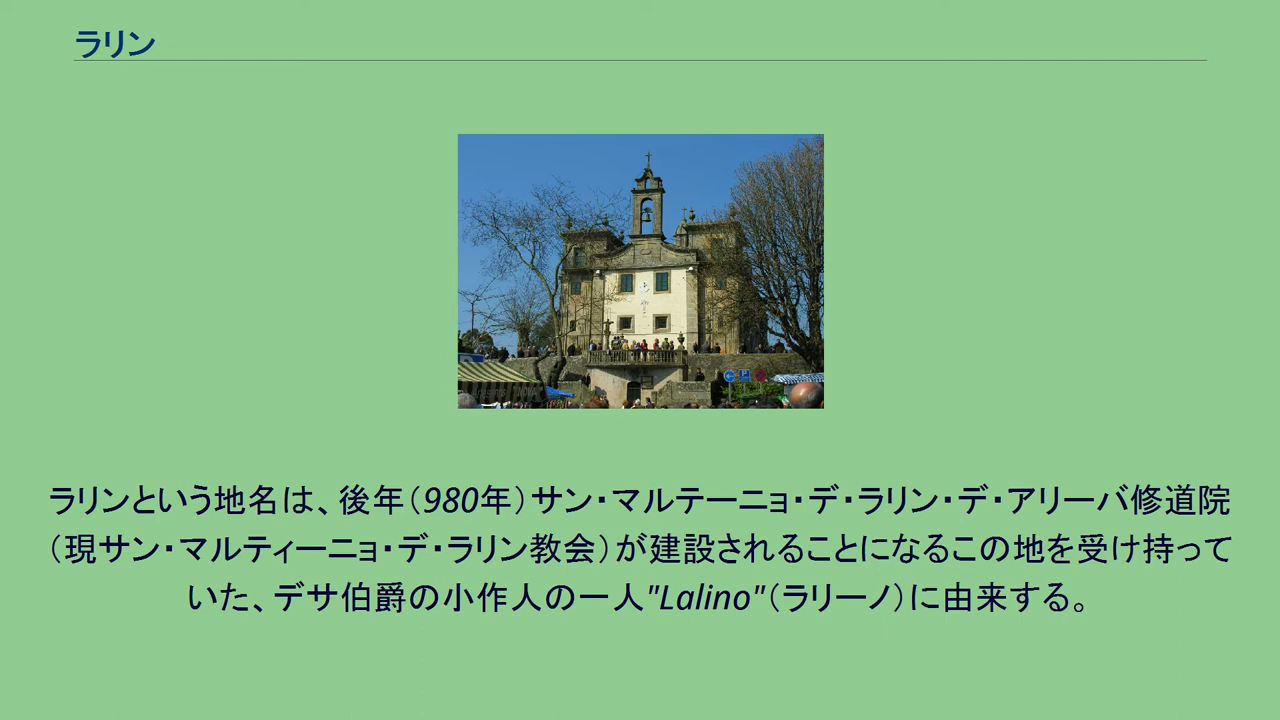 ラリン
ラリンという地名は、後年（980年）サン・マルテーニョ・デ・ラリン・デ・アリーバ修道院
（現サン・マルティーニョ・デ・ラリン教会）が建設されることになるこの地を受け持って
いた、デサ伯爵の小作人の一人"Lalino"（ラリーノ）に由来する。